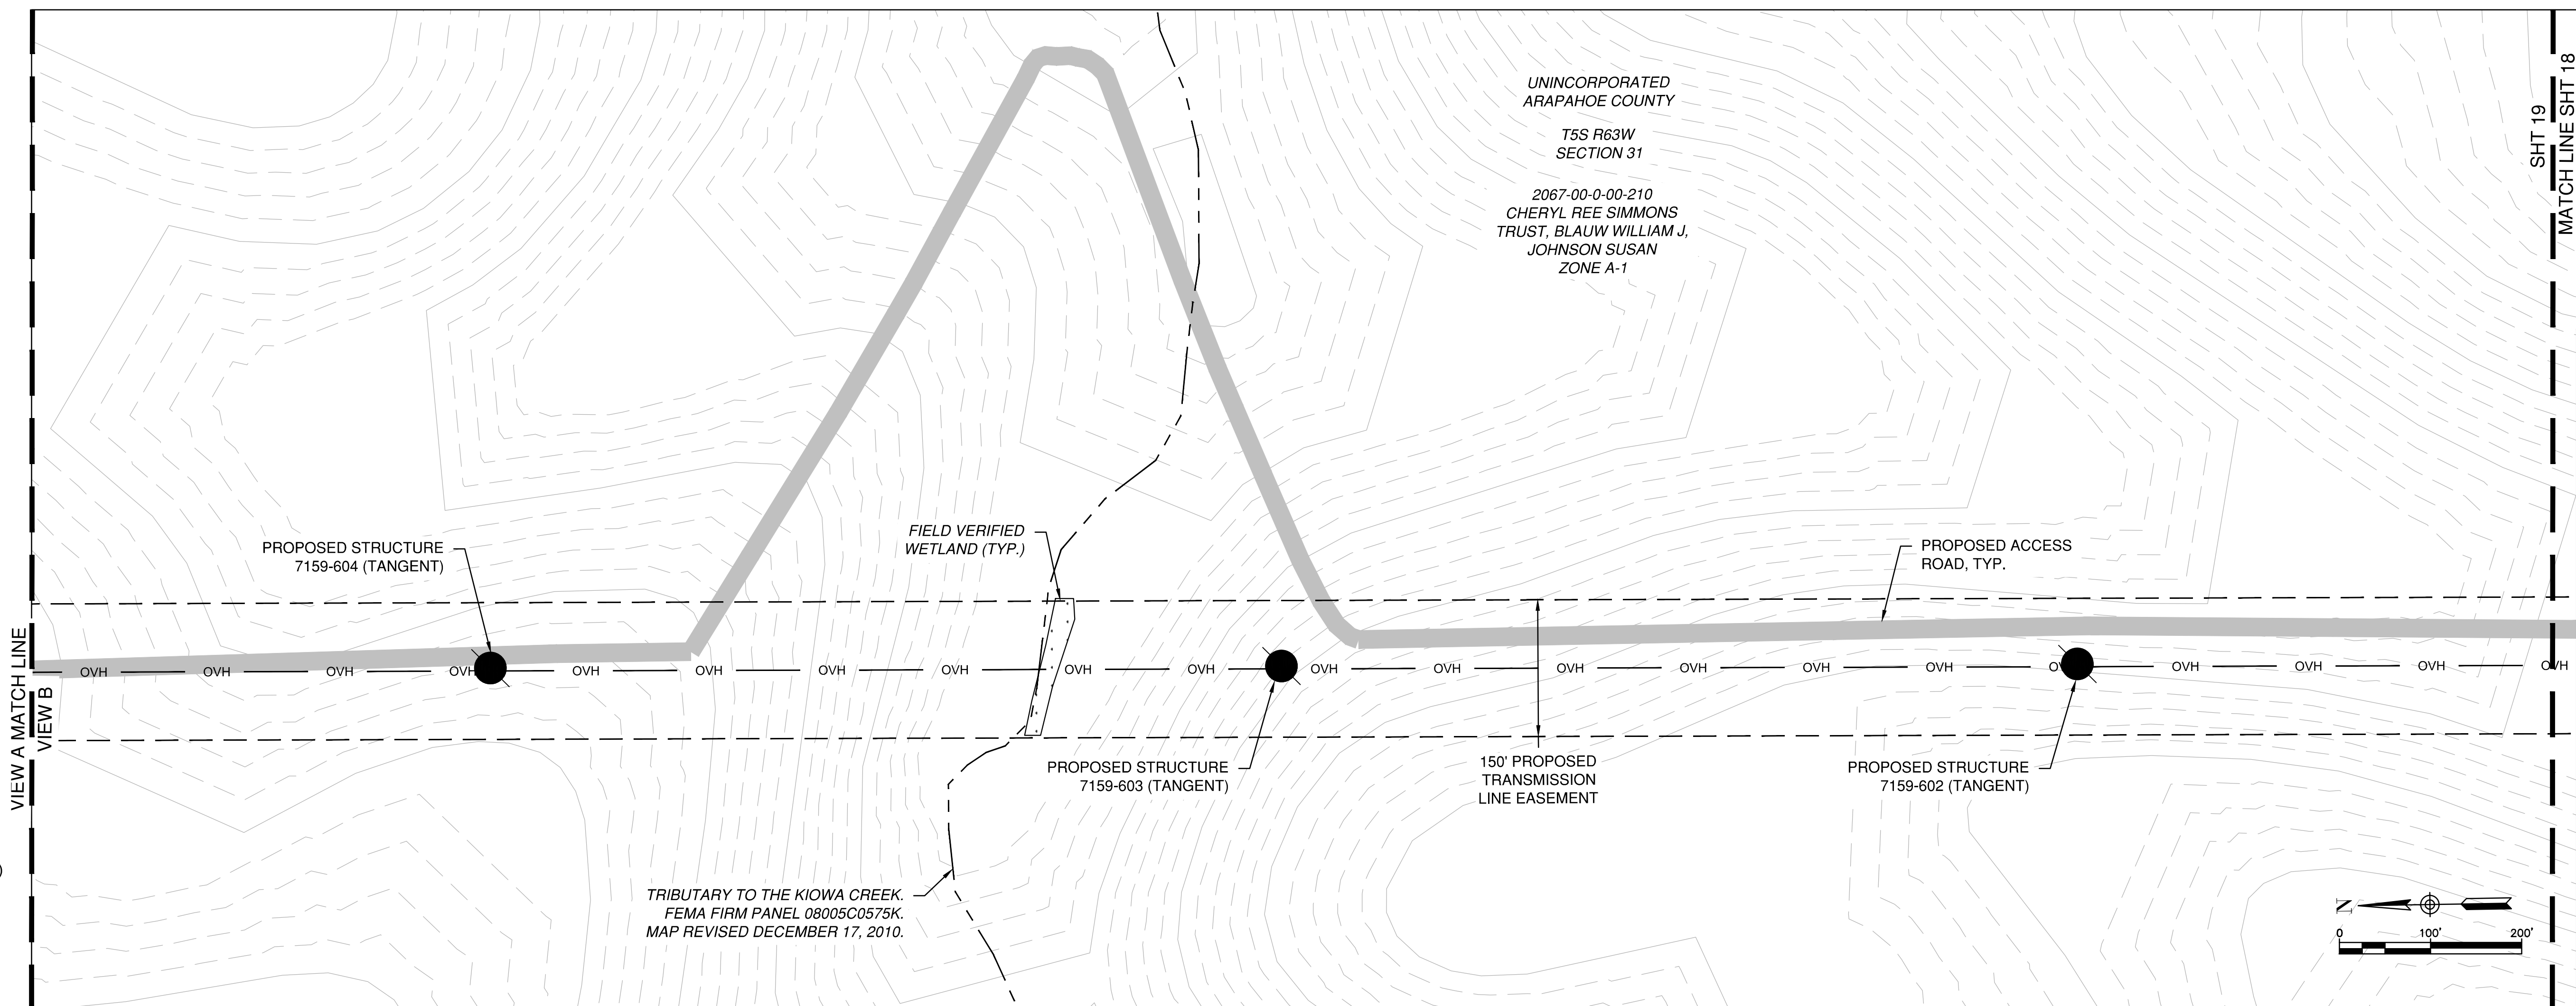 UNINCORPORATED
ARAPAHOE COUNTY
T5S R63W
SECTION 31
2067-00-0-00-210
CHERYL REE SIMMONS
TRUST, BLAUW WILLIAM J,
JOHNSON SUSAN
ZONE A-1
SHT 19
MATCH LINE SHT 18
PROPOSED STRUCTURE
7159-604 (TANGENT)
FIELD VERIFIED
WETLAND (TYP.)
PROPOSED ACCESS
ROAD, TYP.
VIEW A MATCH LINE
VIEW B
OVH OVH OVH OVH OVH OVH OVH OVH OVH OVH OVH OVH OVH OVH OVH OVH OVH OVH OVH OVH OVH
PROPOSED STRUCTURE
7159-603 (TANGENT)
150' PROPOSED
TRANSMISSION
LINE EASEMENT
PROPOSED STRUCTURE
7159-602 (TANGENT)
TRIBUTARY TO THE KIOWA CREEK.
FEMA FIRM PANEL 08005C0575K.
MAP REVISED DECEMBER 17, 2010.
N
0 100' 200'